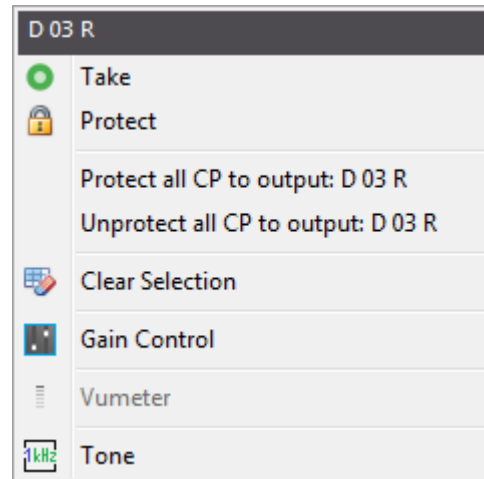 D 03 R
Take
Protect
Protect all CP to output: D 03 R
Unprotect all CP to output: D 03 R
Clear Selection
Gain Control
Vumeter
1kHz Tone